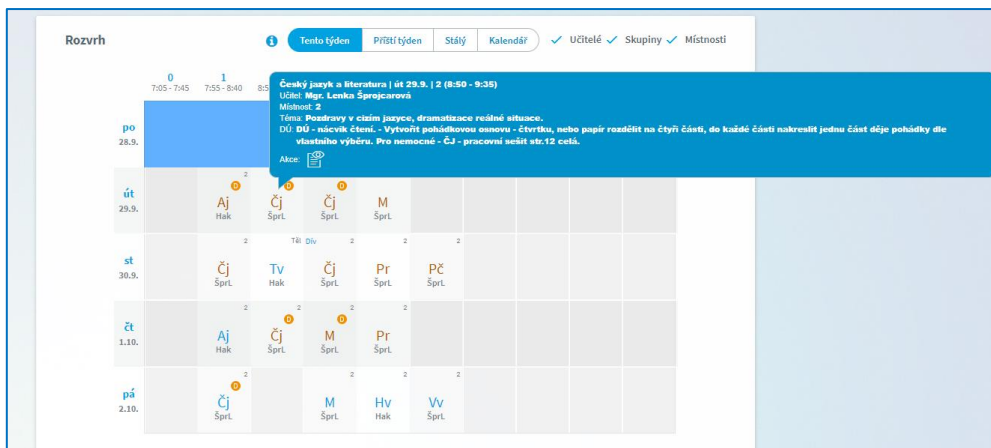 Rozvrh
Tento týden Příští týden Stálý Kalendář Učitelé Skupiny Místnosti
0 1
7:05 - 7:45 7:55 - 8:40 8:5
Český jazyk a literatura | út 29.9. | 2 (8:50 - 9:35)
Učitel: Mgr. Lenka Šprojcarová
Místnost: 2
Téma: Pozdravy v cizím jazyce, dramatizace reálné situace.
DÚ: DÚ - nácvik čtení. - Vytvořit pohádkovou osnovu - čtvrtku, nebo papír rozdělit na čtyři části, do každé části nakreslit jednu část děje pohádky dle
vlastního výběru. Pro nemocné - ČJ - pracovní sešit str.12 celá.
Akce:
po
28.9.
2
D D D
út Aj Čj Čj M
29.9. Hak ŠprL ŠprL ŠprL
2 Těl Dív 2 2 2
st Čj Tv Čj Pr Pč
30.9. ŠprL Hak ŠprL ŠprL ŠprL
2 2 2 2
D D
čt Aj Čj M Pr
1.10. Hak ŠprL ŠprL ŠprL
2 2 2 2
D
pá Čj M Hv Vv
2.10. ŠprL ŠprL Hak ŠprL